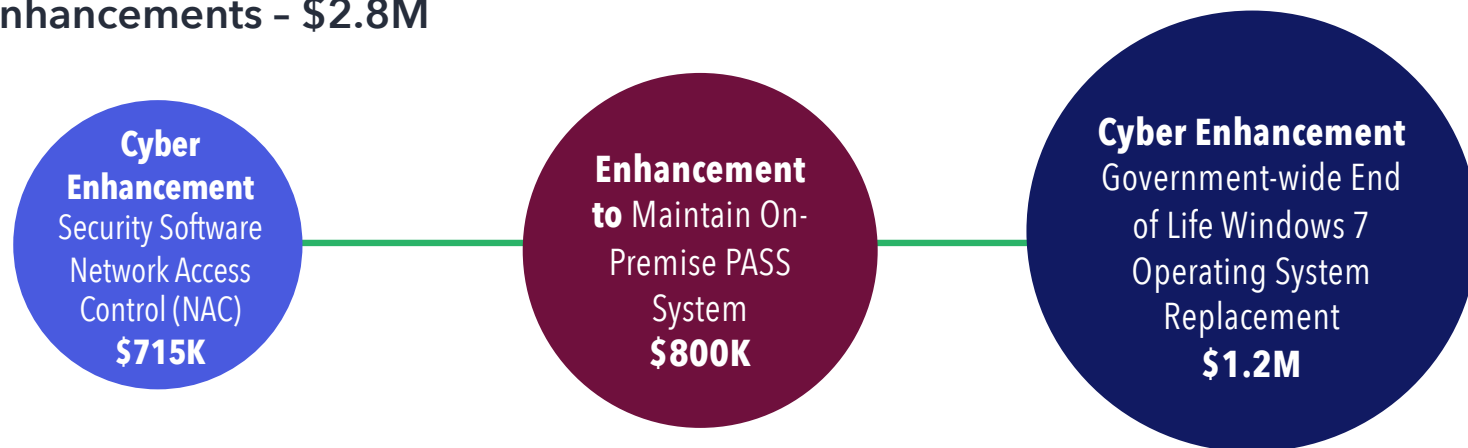 nhancements – $2.8M
Cyber
Enhancement
Security Software
Network Access
Control (NAC)
$715K
Enhancement
to Maintain On-
Premise PASS
System
$800K
Cyber Enhancement
Government-wide End
of Life Windows 7
Operating System
Replacement
$1.2M